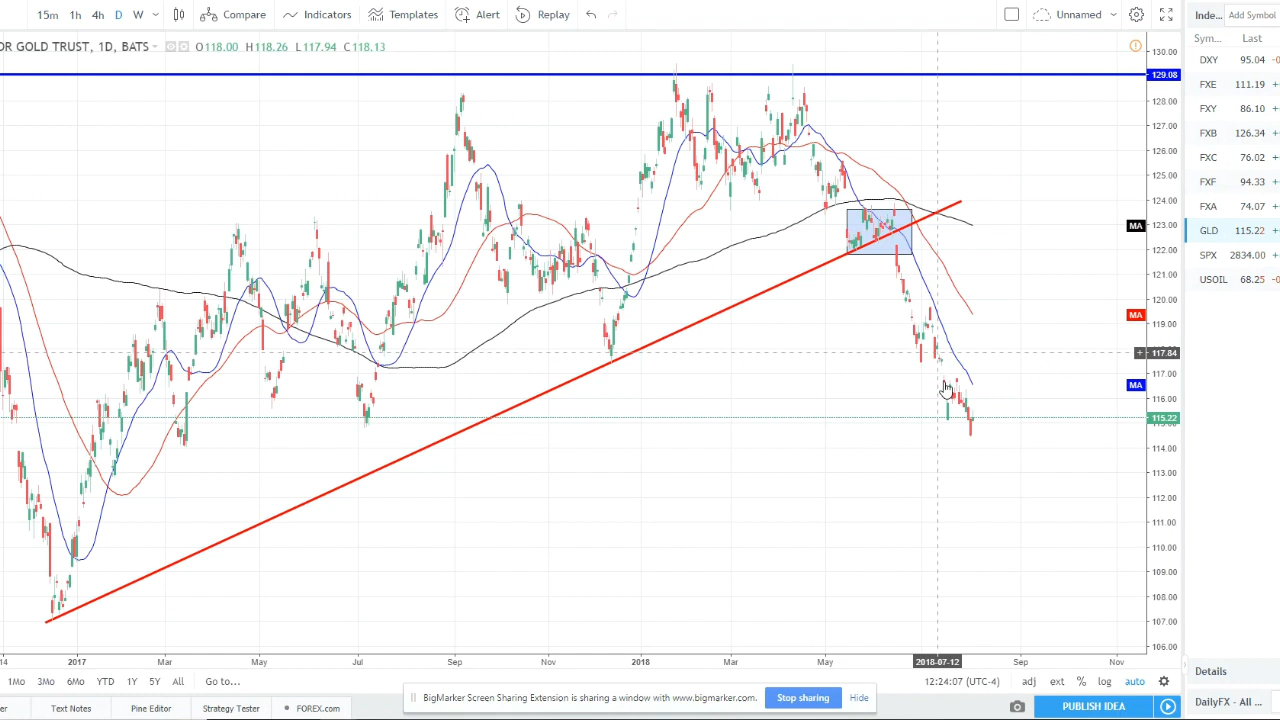 15m 1h 4h D W Compare Indicators Templates Alert Replay Unnamed Inde... Add Symbol
OR GOLD TRUST, 1D, BATS O118.00 H118.26 L117.94 C118.13
Sym... Last
130.00
129.08
128.00
127.00
126.00
125.00
124.00
123.00
122.00
121.00
120.00
119.00
117.84
117.00
116.00
115.22
114.00
113.00
112.00
111.00
110.00
109.00
108.00
107.00
106.00
MA
MA
MA
DXY 95.04
FXE 111.19
FXY 86.10
FXB 126.34
FXC 76.02
FXF 94.33
FXA 74.07
GLD 115.22
SPX 2834.00
USOIL 68.25
14 2017 Mar May Jul Sep Nov 2018 Mar May 2018-07-12 Sep Nov
1Mo 3Mo 6Mo YTD 1Y 5Y All Go to... 12:24:07 (UTC-4) adj ext % log auto
Details
BigMarker Screen Sharing Extension is sharing a window with www.bigmarker.com. Stop sharing Hide
er Text Notes Pine Editor Strategy Tester FOREX.com PUBLISH IDEA DailyFX - All ...